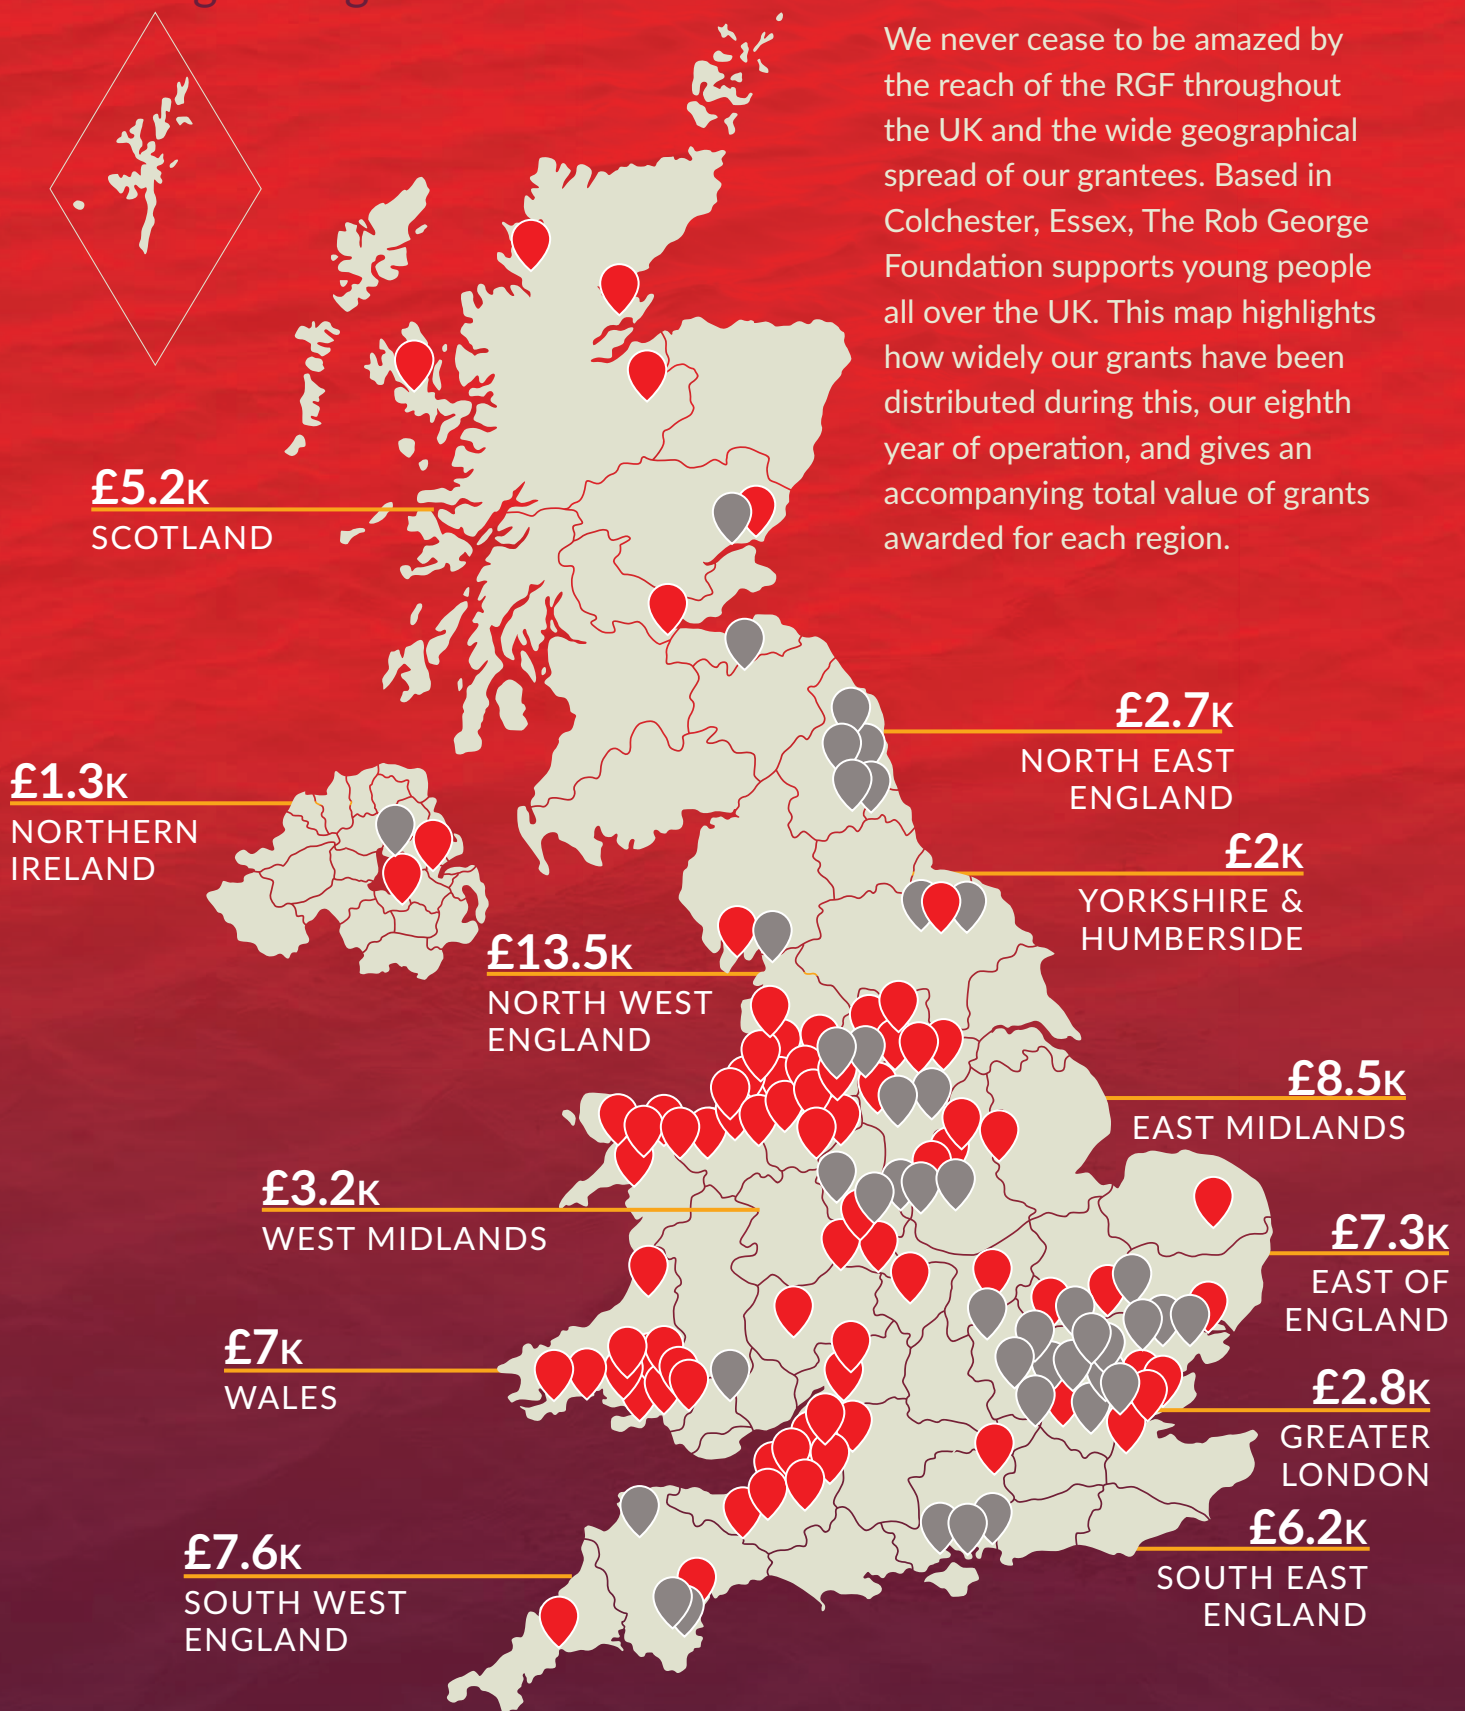 We never cease to be amazed by
the reach of the RGF throughout
the UK and the wide geographical
spread of our grantees. Based in
Colchester, Essex, The Rob George
Foundation supports young people
all over the UK. This map highlights
how widely our grants have been
distributed during this, our eighth
year of operation, and gives an
accompanying total value of grants
awarded for each region.
£5.2K
SCOTLAND
£2.7K
NORTH EAST
ENGLAND
£1.3K
NORTHERN
IRELAND
£2K
YORKSHIRE &
HUMBERSIDE
£13.5K
NORTH WEST
ENGLAND
£8.5K
EAST MIDLANDS
£3.2K
WEST MIDLANDS
£7.3K
EAST OF
ENGLAND
£7K
WALES
£2.8K
GREATER
LONDON
£6.2K
SOUTH EAST
ENGLAND
£7.6K
SOUTH WEST
ENGLAND